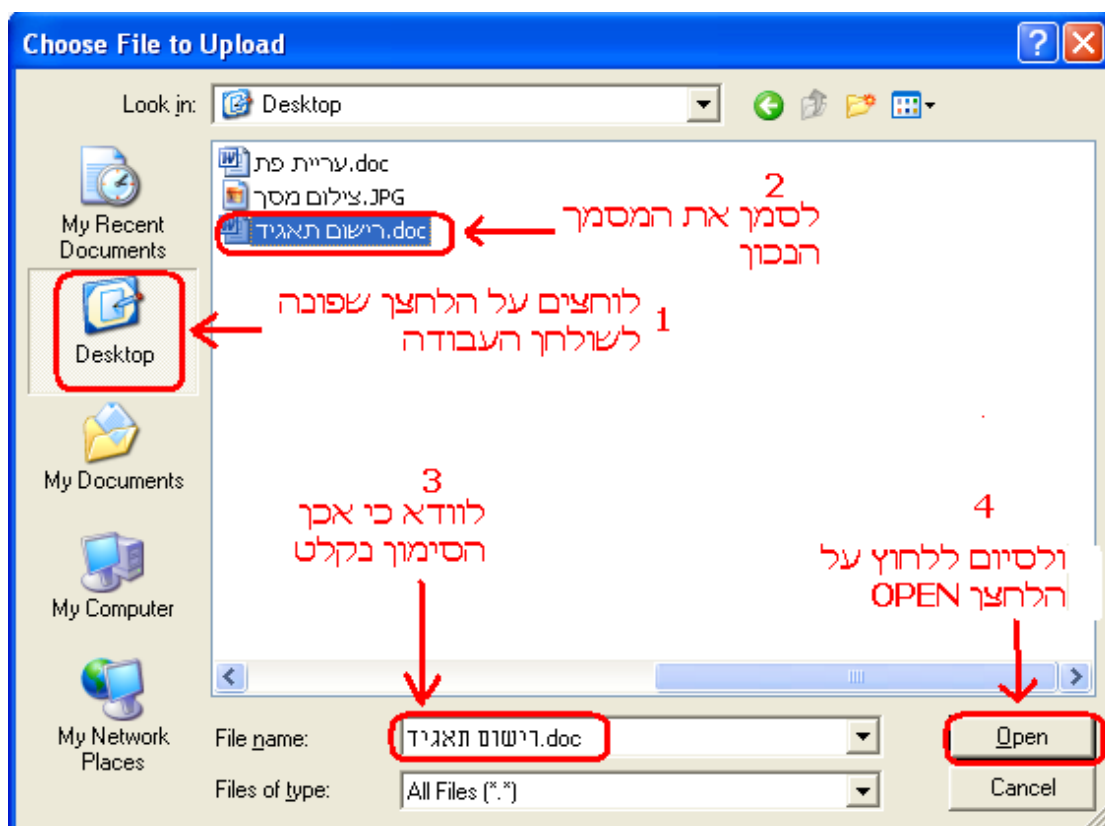 Choose File to Upload
Look in:
Desktop
עריית פת.doc
צילום מסך.JPG
רישום תאגיד.doc
2
לסמן את המסמך
הנכון
My Recent
Documents
Desktop
1
לוחצים על הלחצן שפונה
לשולחן העבודה
My Documents
My Computer
My Network
Places
3
לוודא כי אכן
הסימון נקלט
4
ולסיום ללחוץ על
הלחצן OPEN
File name:
רישום תאגיד.doc
Open
Files of type:
All Files (*.*)
Cancel